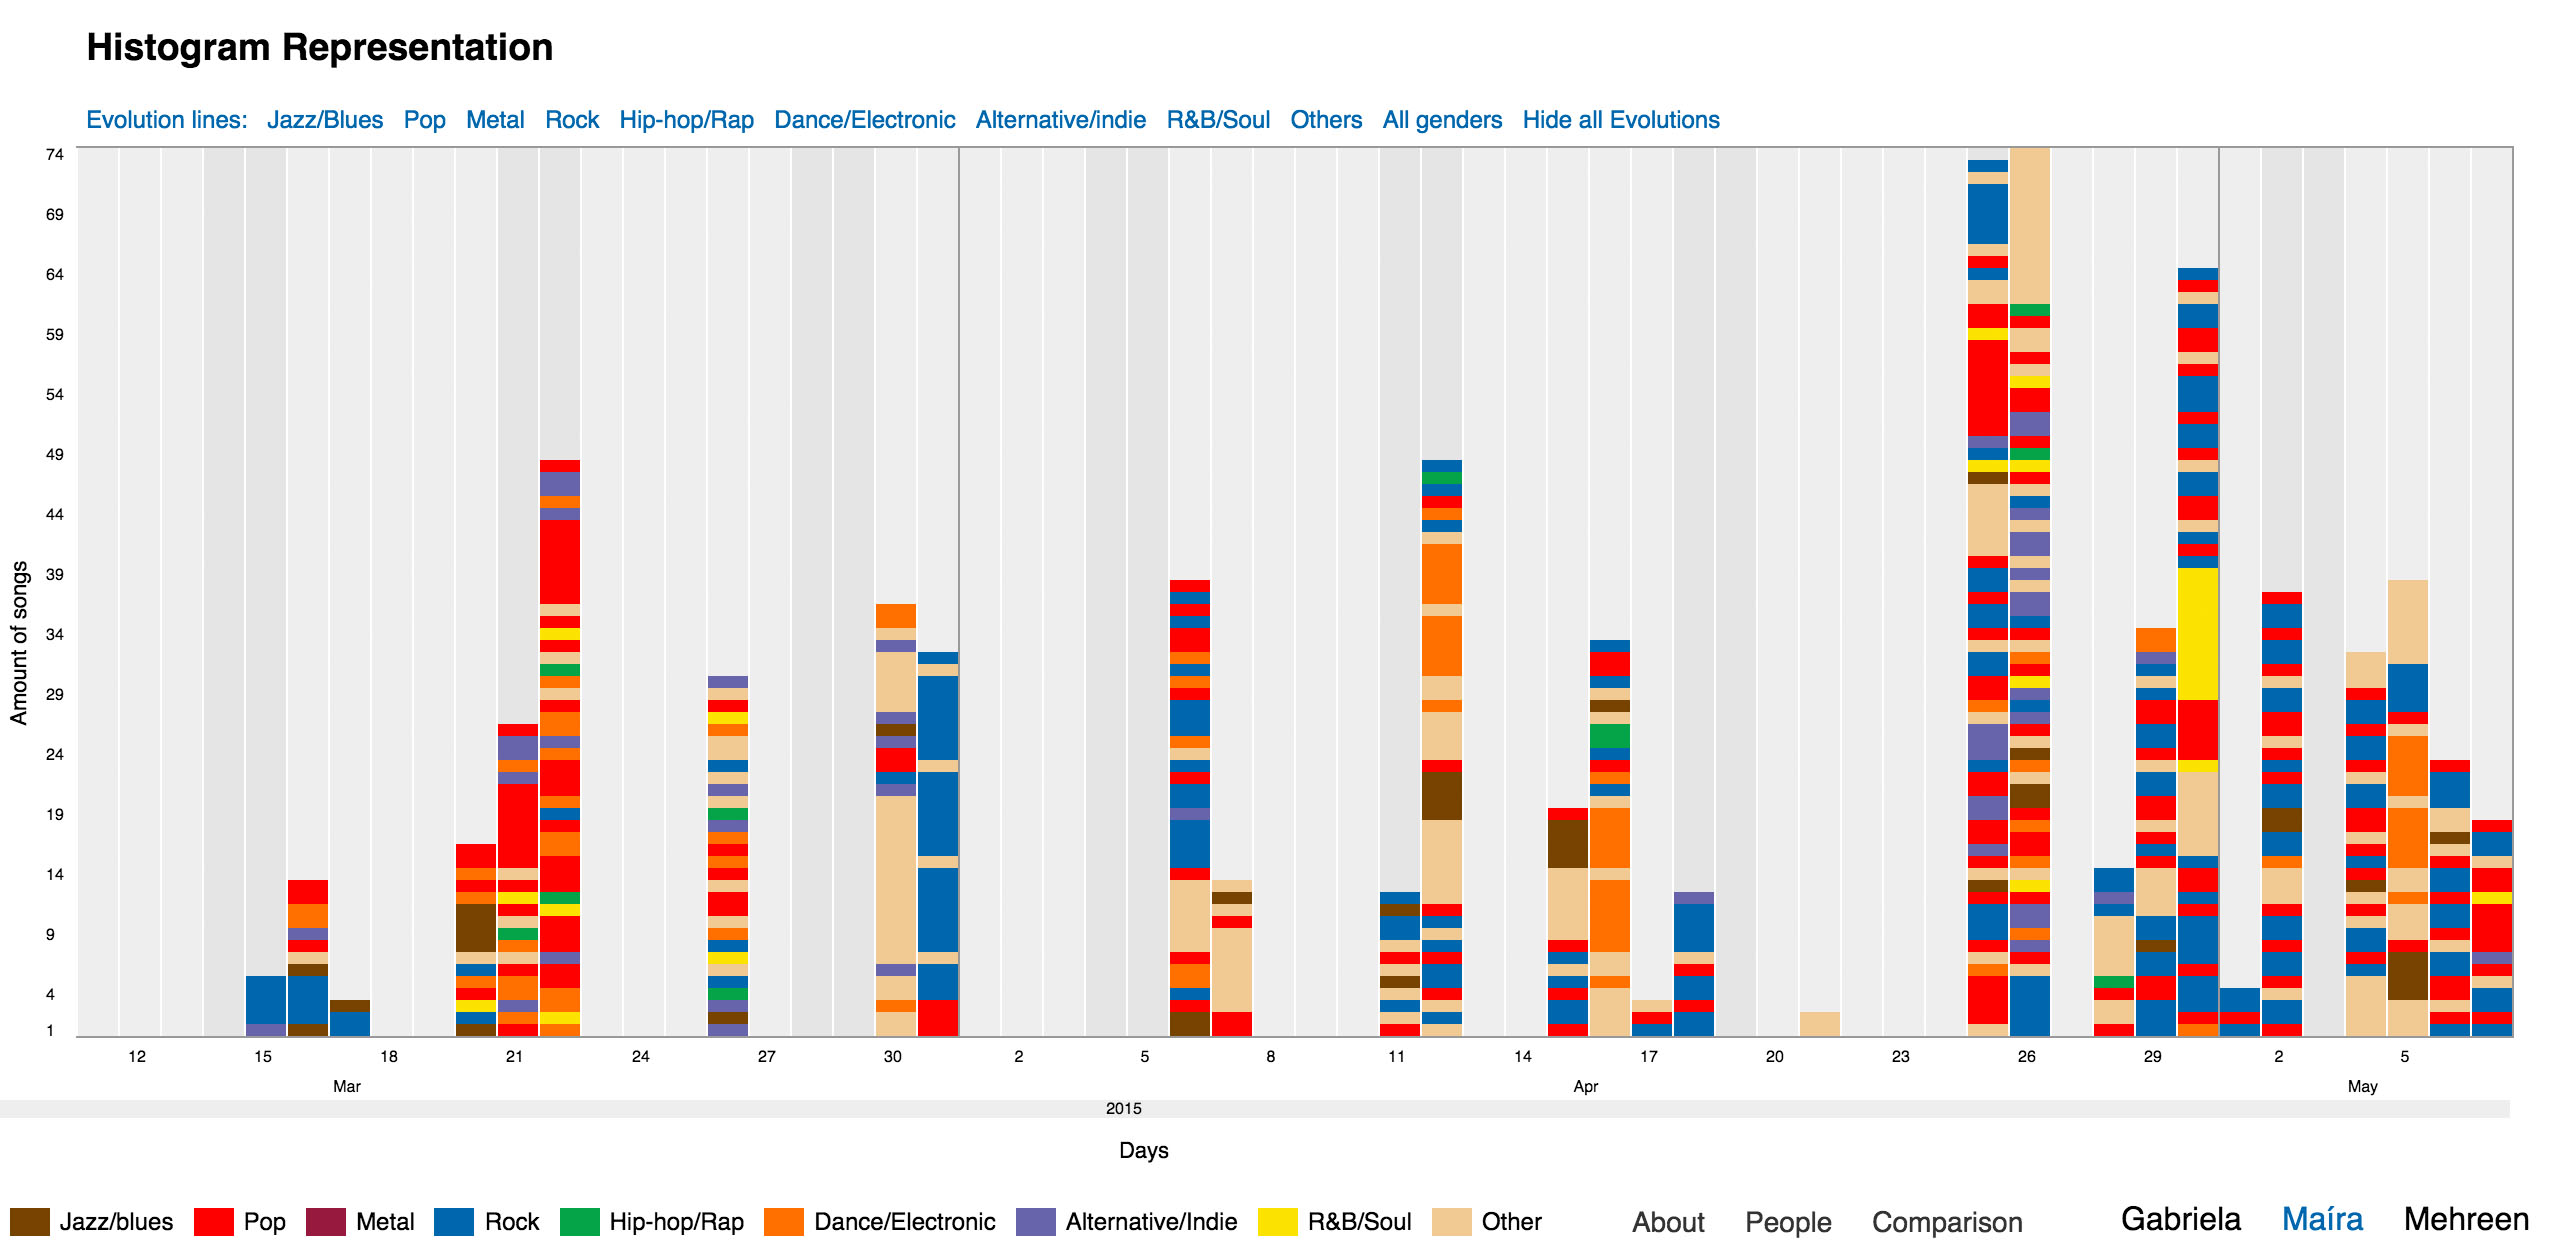 Histogram Representation
Evolution lines: Jazz/Blues Pop Metal Rock Hip-hop/Rap Dance/Electronic Alternative/indie R&B/Soul Others All genders Hide all Evolutions
74
69
64
59
54
49
44
39
34
29
24
19
14
9
4
1
Amount of songs
12 15 18 21 24 27 30 2 5 8 11 14 17 20 23 26 29 2 5
Mar Apr May
2015
Days
Jazz/blues Pop Metal Rock Hip-hop/Rap Dance/Electronic Alternative/Indie R&B/Soul Other About People Comparison Gabriela Maíra Mehreen